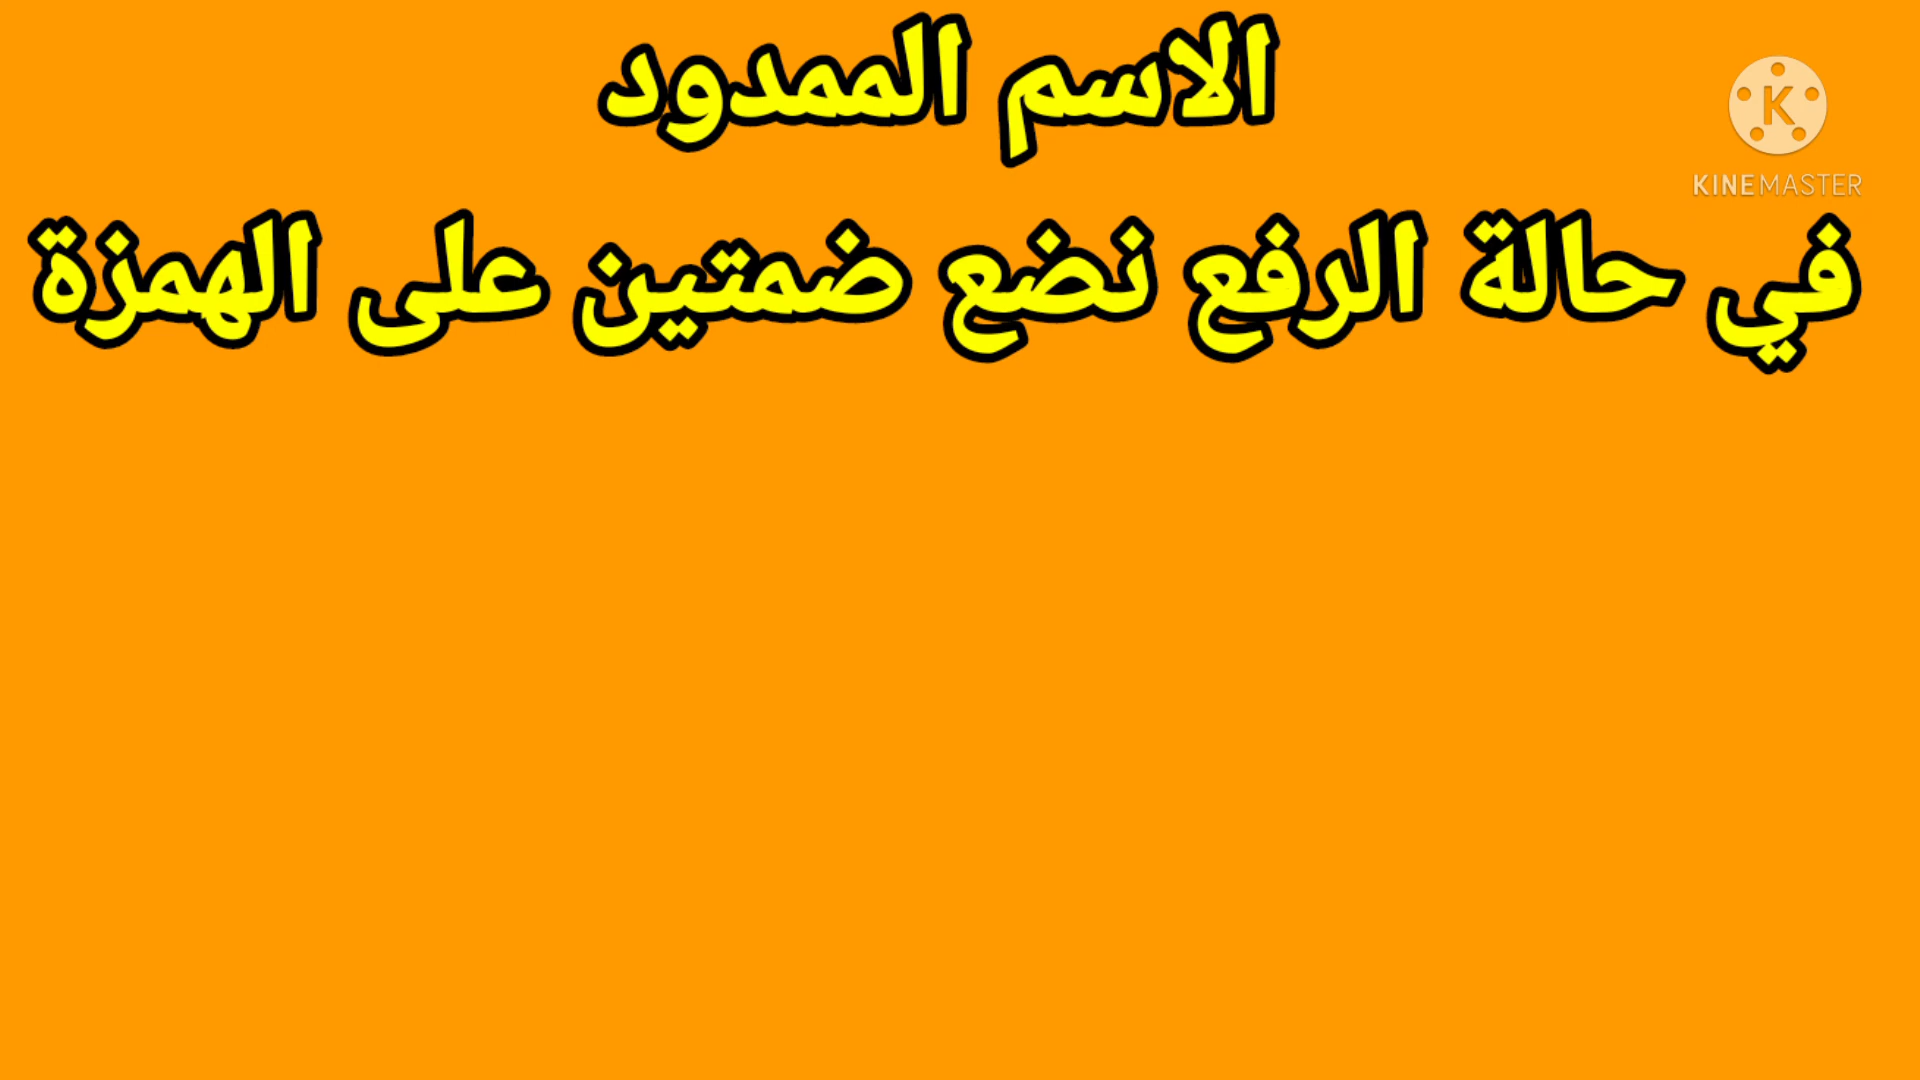 الاسم الممدود
K
KINEMASTER
في حالة الرفع نضع ضمتين على الهمزة